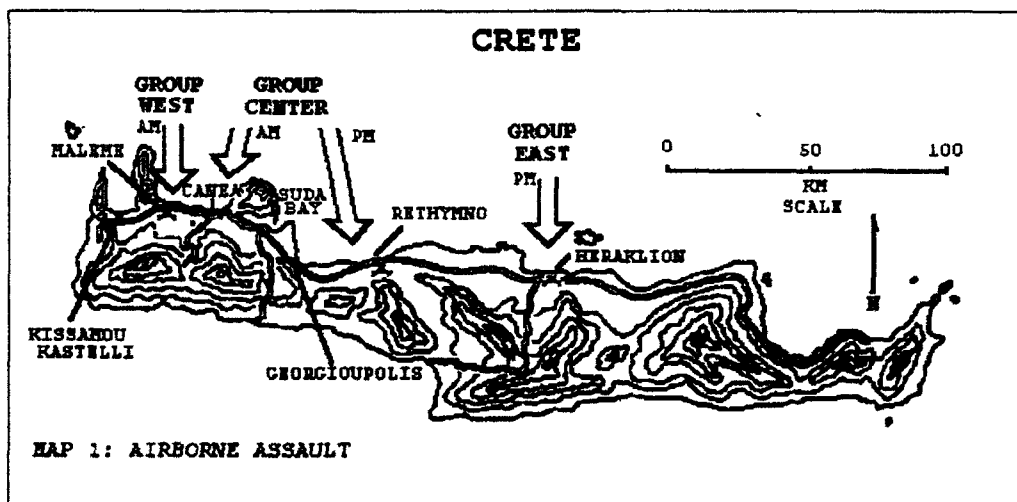 CRETE
GROUP
WEST
AM
GROUP
CENTER
AM
PM
GROUP
EAST
PM
0 50 100
KM
SCALE
MALEME
CANEA
SUDA
BAY
RETHYMNO
HERAKLION
N
KISSAMOU
KASTELLI
GEORGIOUPOLIS
MAP 1: AIRBORNE ASSAULT